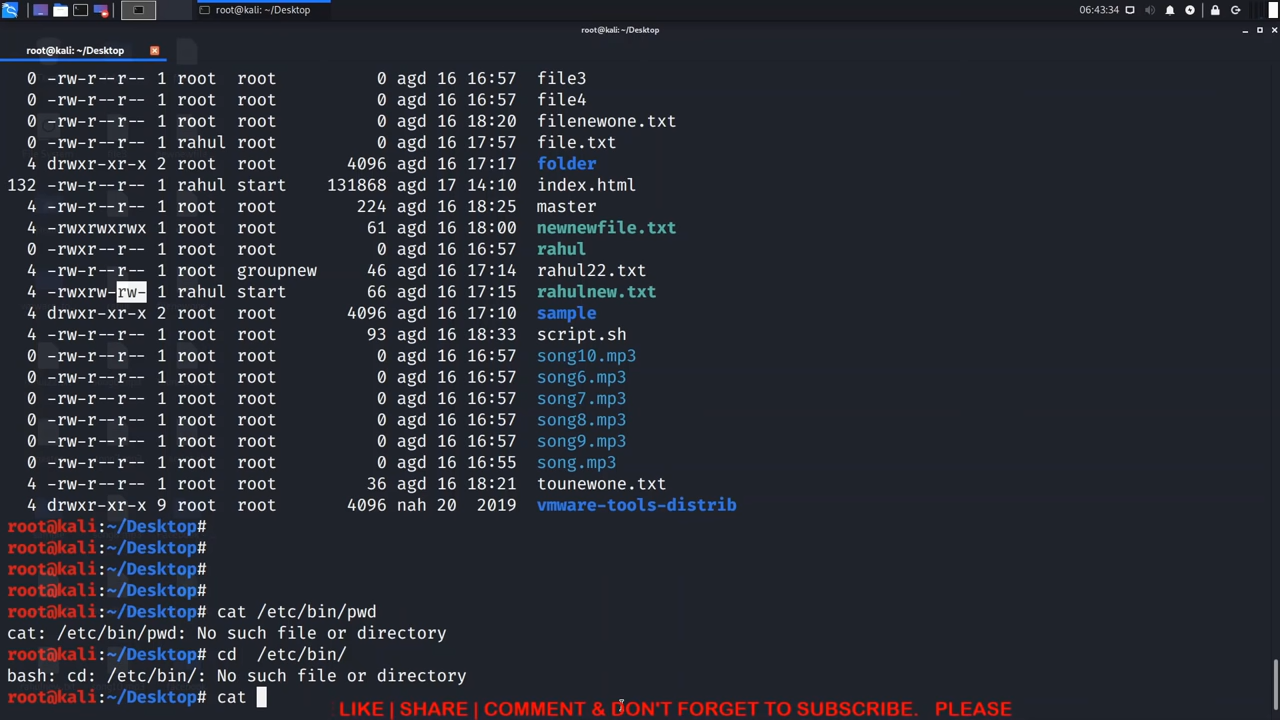 root@kali: ~/Desktop
06:43:34
root@kali: ~/Desktop
root@kali: ~/Desktop
0 -rw-r--r-- 1 root root 0 agd 16 16:57 file3
0 -rw-r--r-- 1 root root 0 agd 16 16:57 file4
0 -rw-r--r-- 1 root root 0 agd 16 18:20 filenewone.txt
0 -rw-r--r-- 1 rahul root 0 agd 16 17:57 file.txt
4 drwxr-xr-x 2 root root 4096 agd 16 17:17 folder
132 -rw-r--r-- 1 rahul start 131868 agd 17 14:10 index.html
4 -rw-r--r-- 1 root root 224 agd 16 18:25 master
4 -rwxrwxrwx 1 root root 61 agd 16 18:00 newnewfile.txt
0 -rwxr--r-- 1 root root 0 agd 16 16:57 rahul
4 -rw-r--r-- 1 root groupnew 46 agd 16 17:14 rahul22.txt
4 -rwxrw-rw- 1 rahul start 66 agd 16 17:15 rahulnew.txt
4 drwxr-xr-x 2 root root 4096 agd 16 17:10 sample
4 -rw-r--r-- 1 root root 93 agd 16 18:33 script.sh
0 -rw-r--r-- 1 root root 0 agd 16 16:57 song10.mp3
0 -rw-r--r-- 1 root root 0 agd 16 16:57 song6.mp3
0 -rw-r--r-- 1 root root 0 agd 16 16:57 song7.mp3
0 -rw-r--r-- 1 root root 0 agd 16 16:57 song8.mp3
0 -rw-r--r-- 1 root root 0 agd 16 16:57 song9.mp3
0 -rw-r--r-- 1 root root 0 agd 16 16:55 song.mp3
4 -rw-r--r-- 1 root root 36 agd 16 18:21 tounewone.txt
4 drwxr-xr-x 9 root root 4096 nah 20 2019 vmware-tools-distrib
root@kali:~/Desktop#
root@kali:~/Desktop#
root@kali:~/Desktop#
root@kali:~/Desktop#
root@kali:~/Desktop# cat /etc/bin/pwd
cat: /etc/bin/pwd: No such file or directory
root@kali:~/Desktop# cd  /etc/bin/
bash: cd: /etc/bin/: No such file or directory
root@kali:~/Desktop# cat
LIKE | SHARE | COMMENT & DON'T FORGET TO SUBSCRIBE. PLEASE